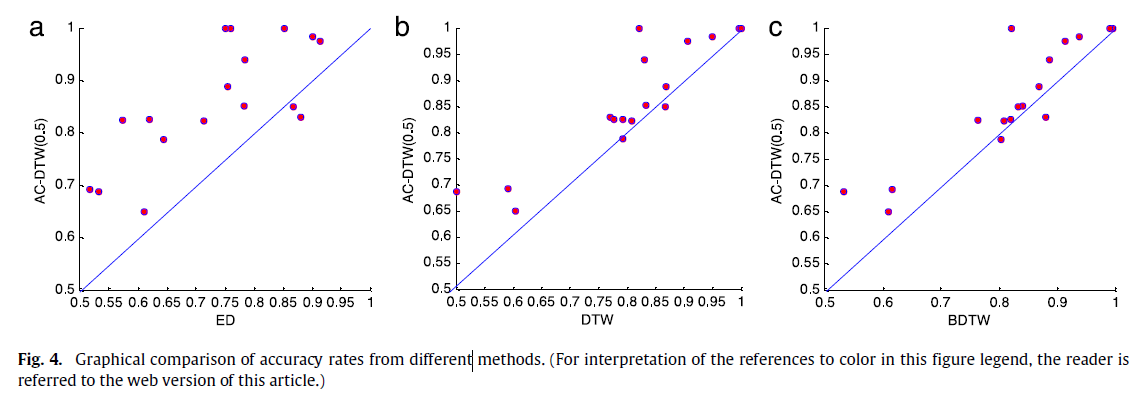 a
1
0.9
0.8
0.7
0.6
0.5
AC-DTW(0.5)
0.5 0.55 0.6 0.65 0.7 0.75 0.8 0.85 0.9 0.95 1
ED
b
1
0.95
0.9
0.85
0.8
0.75
0.7
0.65
0.6
0.55
0.5
AC-DTW(0.5)
0.5 0.55 0.6 0.65 0.7 0.75 0.8 0.85 0.9 0.95 1
DTW
c
1
0.95
0.9
0.85
0.8
0.75
0.7
0.65
0.6
0.55
0.5
AC-DTW(0.5)
0.5 0.6 0.7 0.8 0.9 1
BDTW
Fig. 4. Graphical comparison of accuracy rates from different methods. (For interpretation of the references to color in this figure legend, the reader is
referred to the web version of this article.)